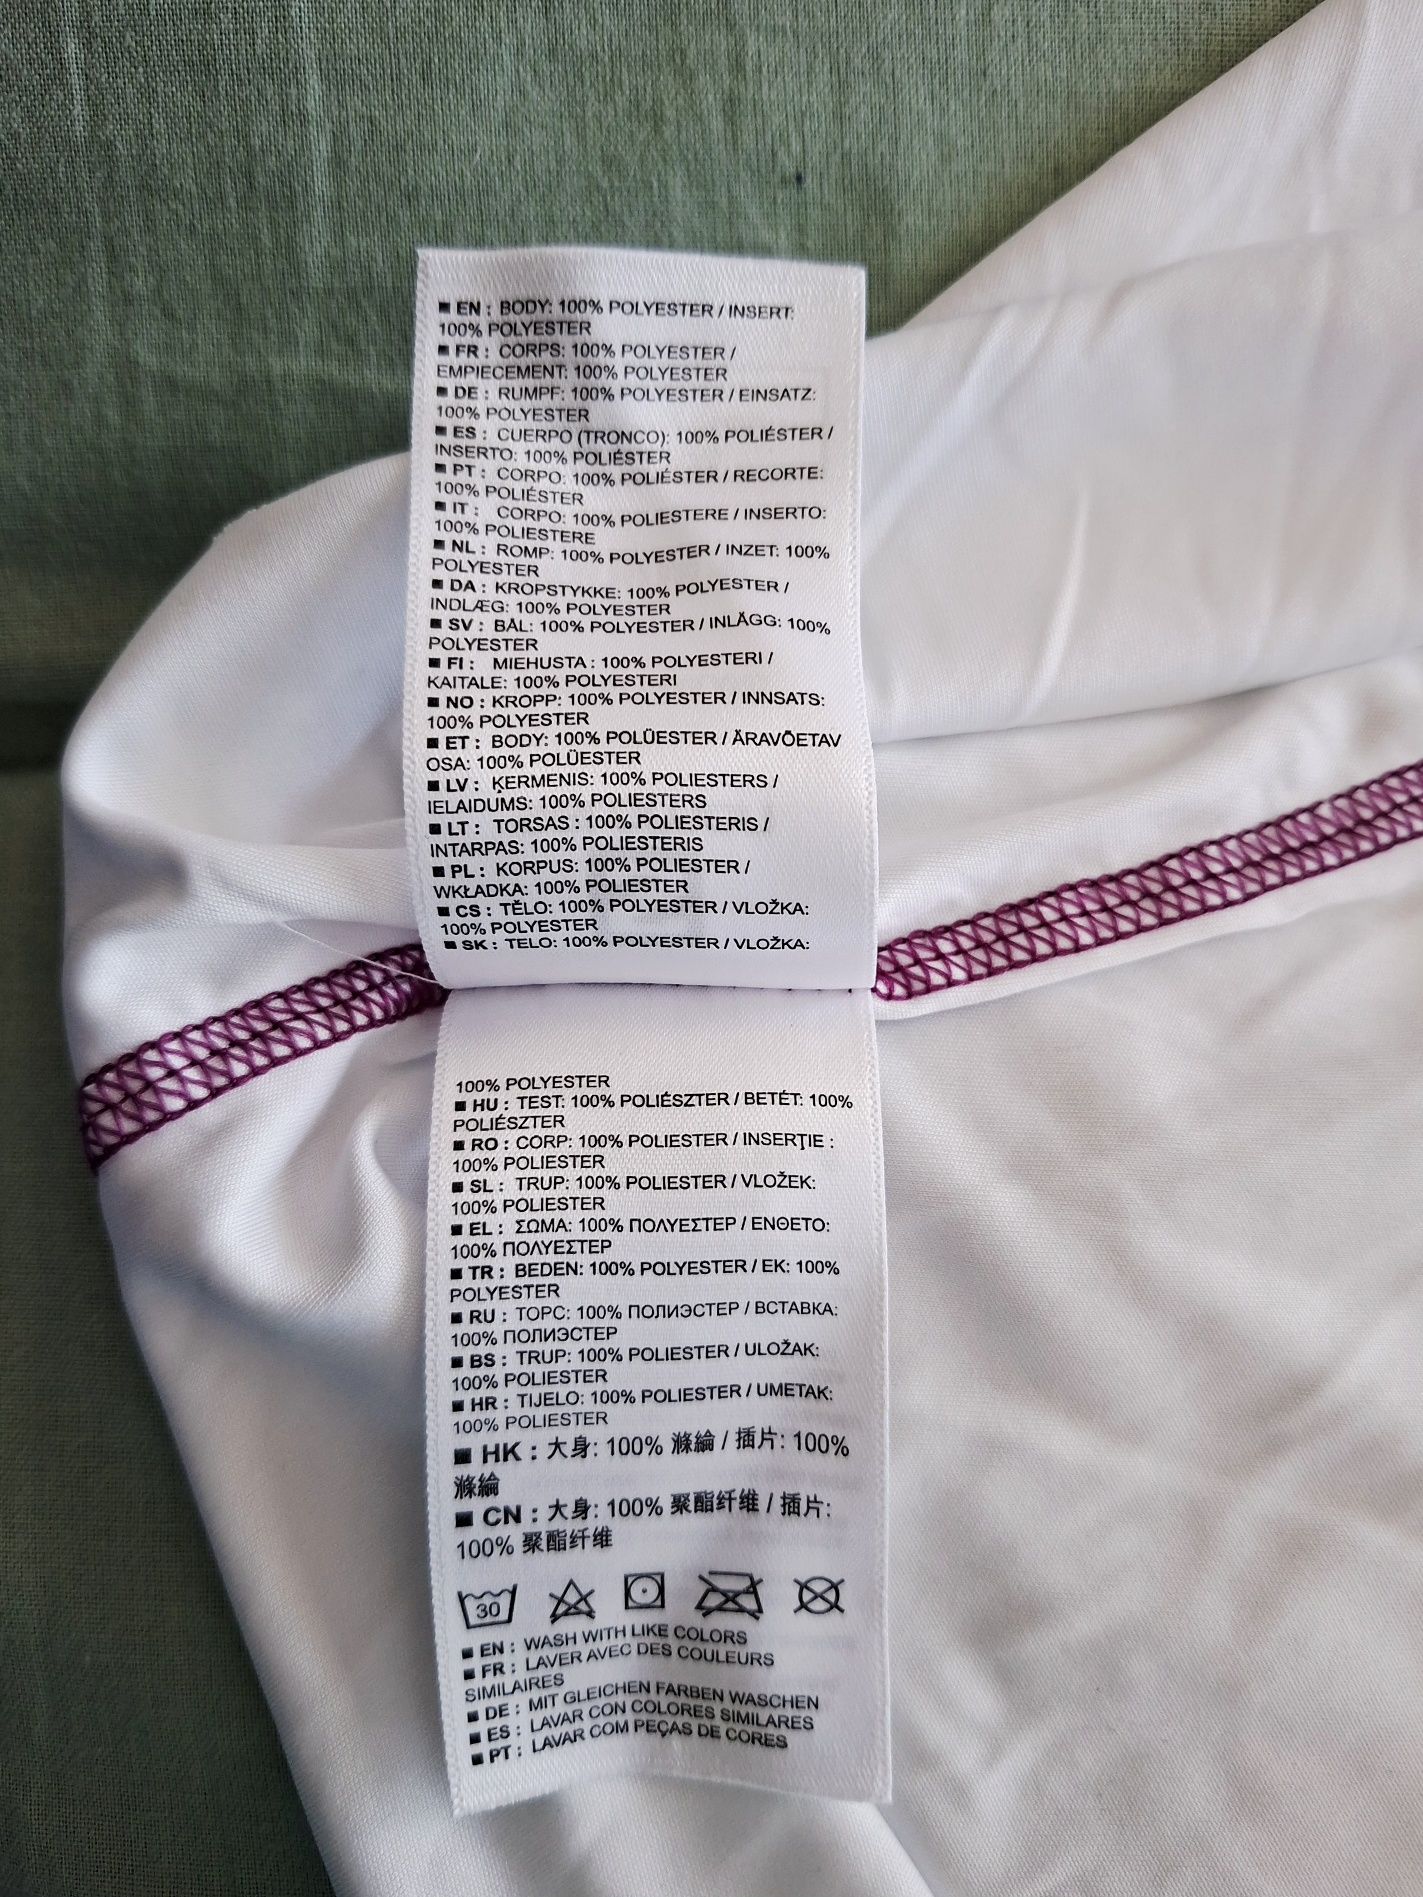 ■ EN : BODY: 100% POLYESTER / INSERT:
100% POLYESTER
■ FR : CORPS: 100% POLYESTER /
EMPIECEMENT: 100% POLYESTER
■ DE : RUMPF: 100% POLYESTER / EINSATZ:
100% POLYESTER
■ ES : CUERPO (TRONCO): 100% POLIÉSTER /
INSERTO: 100% POLIÉSTER
■ PT : CORPO: 100% POLIÉSTER / RECORTE:
100% POLIÉSTER
■ IT : CORPO: 100% POLIESTERE / INSERTO:
100% POLIESTERE
■ NL : ROMP: 100% POLYESTER / INZET: 100%
POLYESTER
■ DA : KROPSTYKKE: 100% POLYESTER /
INDLÆG: 100% POLYESTER
■ SV : BÅL: 100% POLYESTER / INLÄGG: 100%
POLYESTER
■ FI : MIEHUSTA : 100% POLYESTERI /
KAITALE: 100% POLYESTERI
■ NO : KROPP: 100% POLYESTER / INNSATS:
100% POLYESTER
■ ET : BODY: 100% POLÜESTER / ÄRAVÕETAV
OSA: 100% POLÜESTER
■ LV : ĶERMENIS: 100% POLIESTERS /
IELAIDUMS: 100% POLIESTERS
■ LT : TORSAS : 100% POLIESTERIS /
INTARPAS: 100% POLIESTERIS
■ PL : KORPUS: 100% POLIESTER /
WKŁADKA: 100% POLIESTER
■ CS : TĚLO: 100% POLYESTER / VLOŽKA:
100% POLYESTER
■ SK : TELO: 100% POLYESTER / VLOŽKA:
100% POLYESTER
■ HU : TEST: 100% POLIÉSZTER / BETÉT: 100%
POLIÉSZTER
■ RO : CORP: 100% POLIESTER / INSERŢIE :
100% POLIESTER
■ SL : TRUP: 100% POLIESTER / VLOŽEK:
100% POLIESTER
■ EL : ΣΩΜΑ: 100% ΠΟΛΥΕΣΤΕΡ / ΕΝΘΕΤΟ:
100% ΠΟΛΥΕΣΤΕΡ
■ TR : BEDEN: 100% POLYESTER / EK: 100%
POLYESTER
■ RU : ТОРС: 100% ПОЛИЭСТЕР / ВСТАВКА:
100% ПОЛИЭСТЕР
■ BS : TRUP: 100% POLIESTER / ULOŽAK:
100% POLIESTER
■ HR : TIJELO: 100% POLIESTER / UMETAK:
100% POLIESTER
■ HK : 大身: 100% 滌綸 / 插片: 100%
滌綸
■ CN : 大身: 100% 聚酯纤维 / 插片:
100% 聚酯纤维
30
■ EN : WASH WITH LIKE COLORS
■ FR : LAVER AVEC DES COULEURS
SIMILAIRES
■ DE : MIT GLEICHEN FARBEN WASCHEN
■ ES : LAVAR CON COLORES SIMILARES
■ PT : LAVAR COM PEÇAS DE CORES